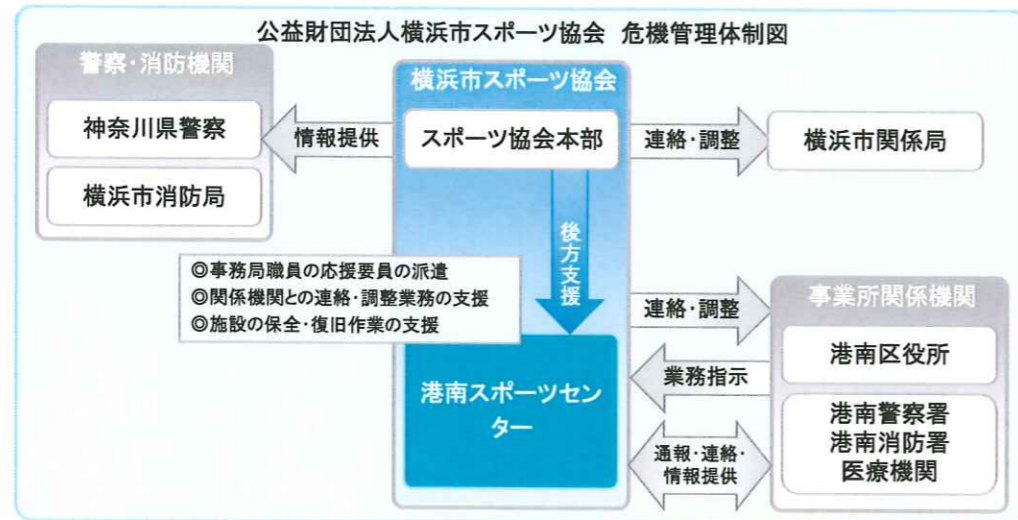 公益財団法人横浜市スポーツ協会 危機管理体制図
警察・消防機関
神奈川県警察
横浜市消防局
情報提供
横浜市スポーツ協会
スポーツ協会本部
連絡・調整
横浜市関係局
後方支援
◎事務局職員の応援要員の派遣
◎関係機関との連絡・調整業務の支援
◎施設の保全・復旧作業の支援
港南スポーツセン
ター
連絡・調整
業務指示
通報・連絡・
情報提供
事業所関係機関
港南区役所
港南警察署
港南消防署
医療機関